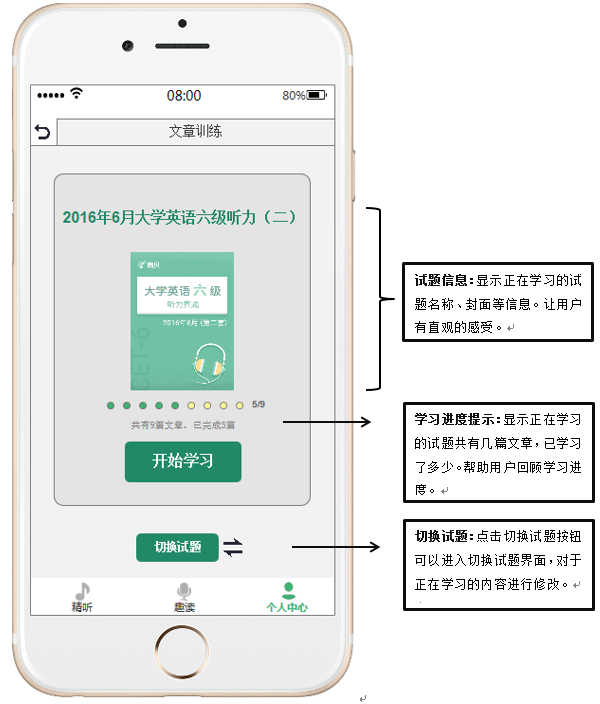 08:00
80%
文章训练
2016年6月大学英语六级听力（二）
大学英语 六 级
2016年6月（第二套）
CET-6
5/9
共有9篇文章，已完成5篇
开始学习
切换试题
精听
趣读
个人中心
试题信息：显示正在学习的试
题名称、封面等信息。让用户
有直观的感受。
学习进度提示：显示正在学习
的试题共有几篇文章，已学习
了多少。帮助用户回顾学习进
度。
切换试题：点击切换试题按钮
可以进入切换试题界面，对于
正在学习的内容进行修改。